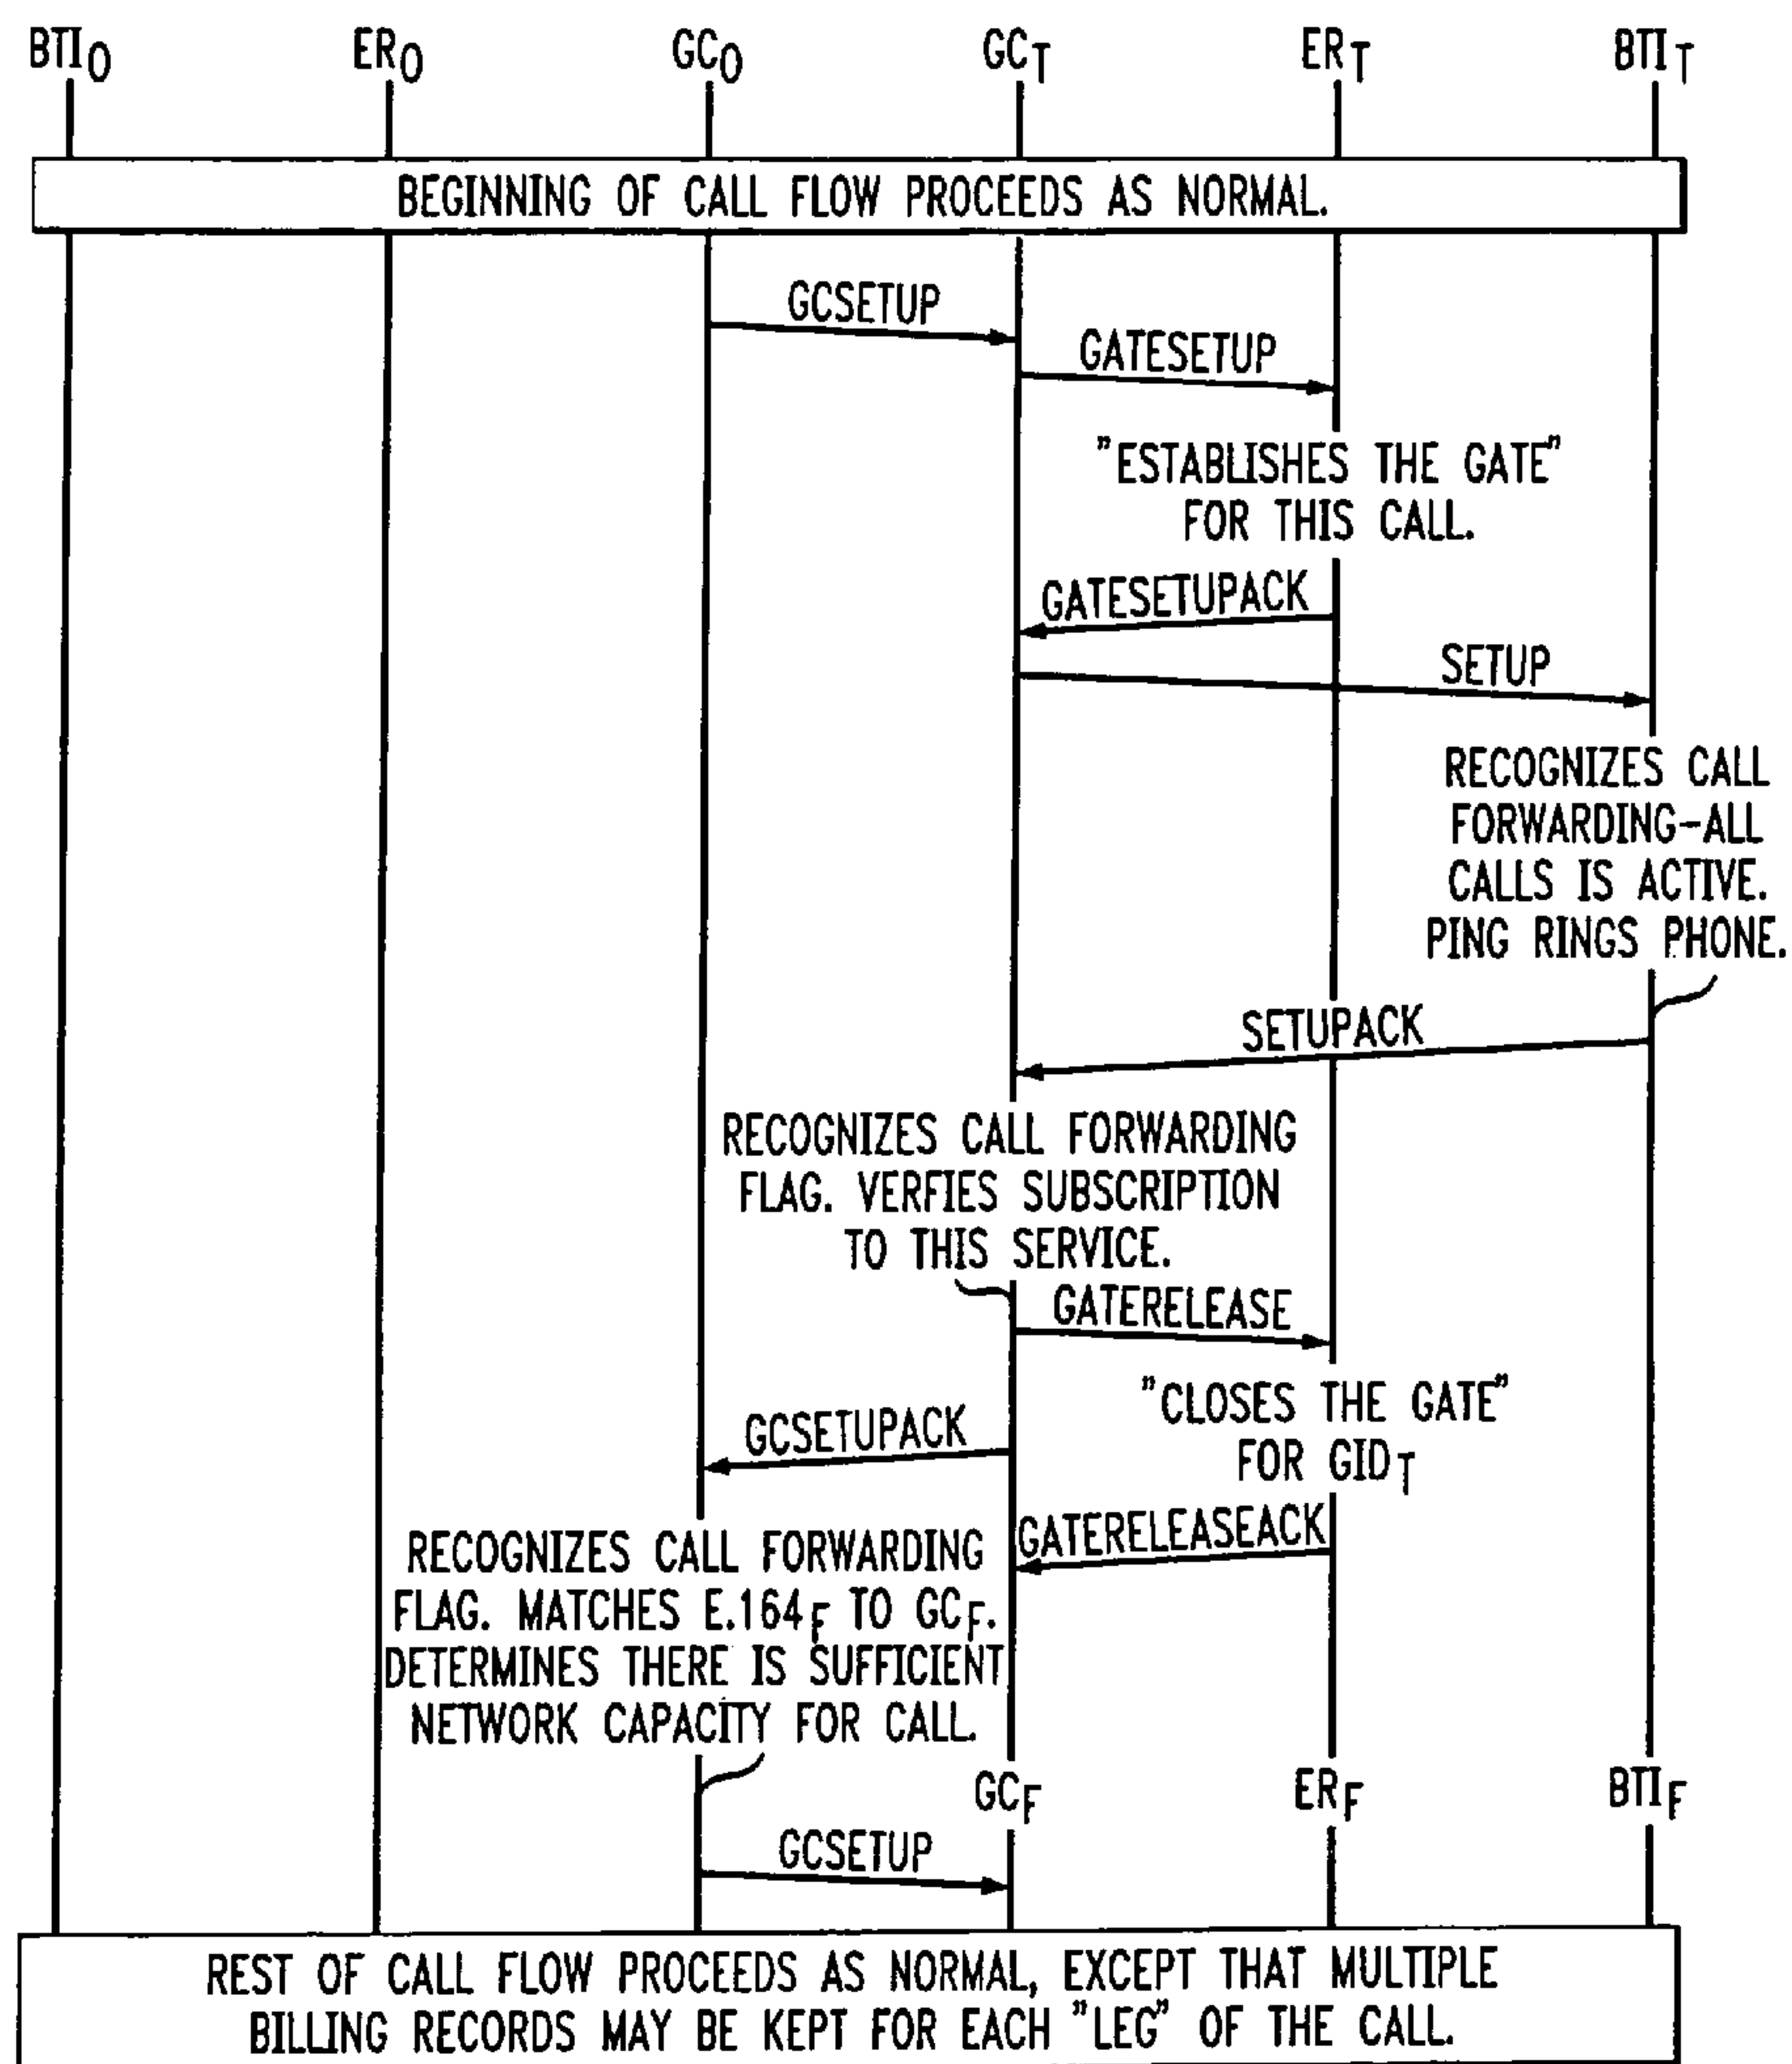 BTIO ERO GCO GCT ERT BTIT
BEGINNING OF CALL FLOW PROCEEDS AS NORMAL.
GCSETUP
GATESETUP
"ESTABLISHES THE GATE"
FOR THIS CALL.
GATESETUPACK
SETUP
RECOGNIZES CALL
FORWARDING-ALL
CALLS IS ACTIVE.
PING RINGS PHONE.
SETUPACK
RECOGNIZES CALL FORWARDING
FLAG. VERFIES SUBSCRIPTION
TO THIS SERVICE.
GATERELEASE
"CLOSES THE GATE"
FOR GIDT
GCSETUPACK
GATERELEASEACK
RECOGNIZES CALL FORWARDING
FLAG. MATCHES E.164F TO GCF.
DETERMINES THERE IS SUFFICIENT
NETWORK CAPACITY FOR CALL.
GCF ERF BTIF
GCSETUP
REST OF CALL FLOW PROCEEDS AS NORMAL, EXCEPT THAT MULTIPLE
BILLING RECORDS MAY BE KEPT FOR EACH "LEG" OF THE CALL.